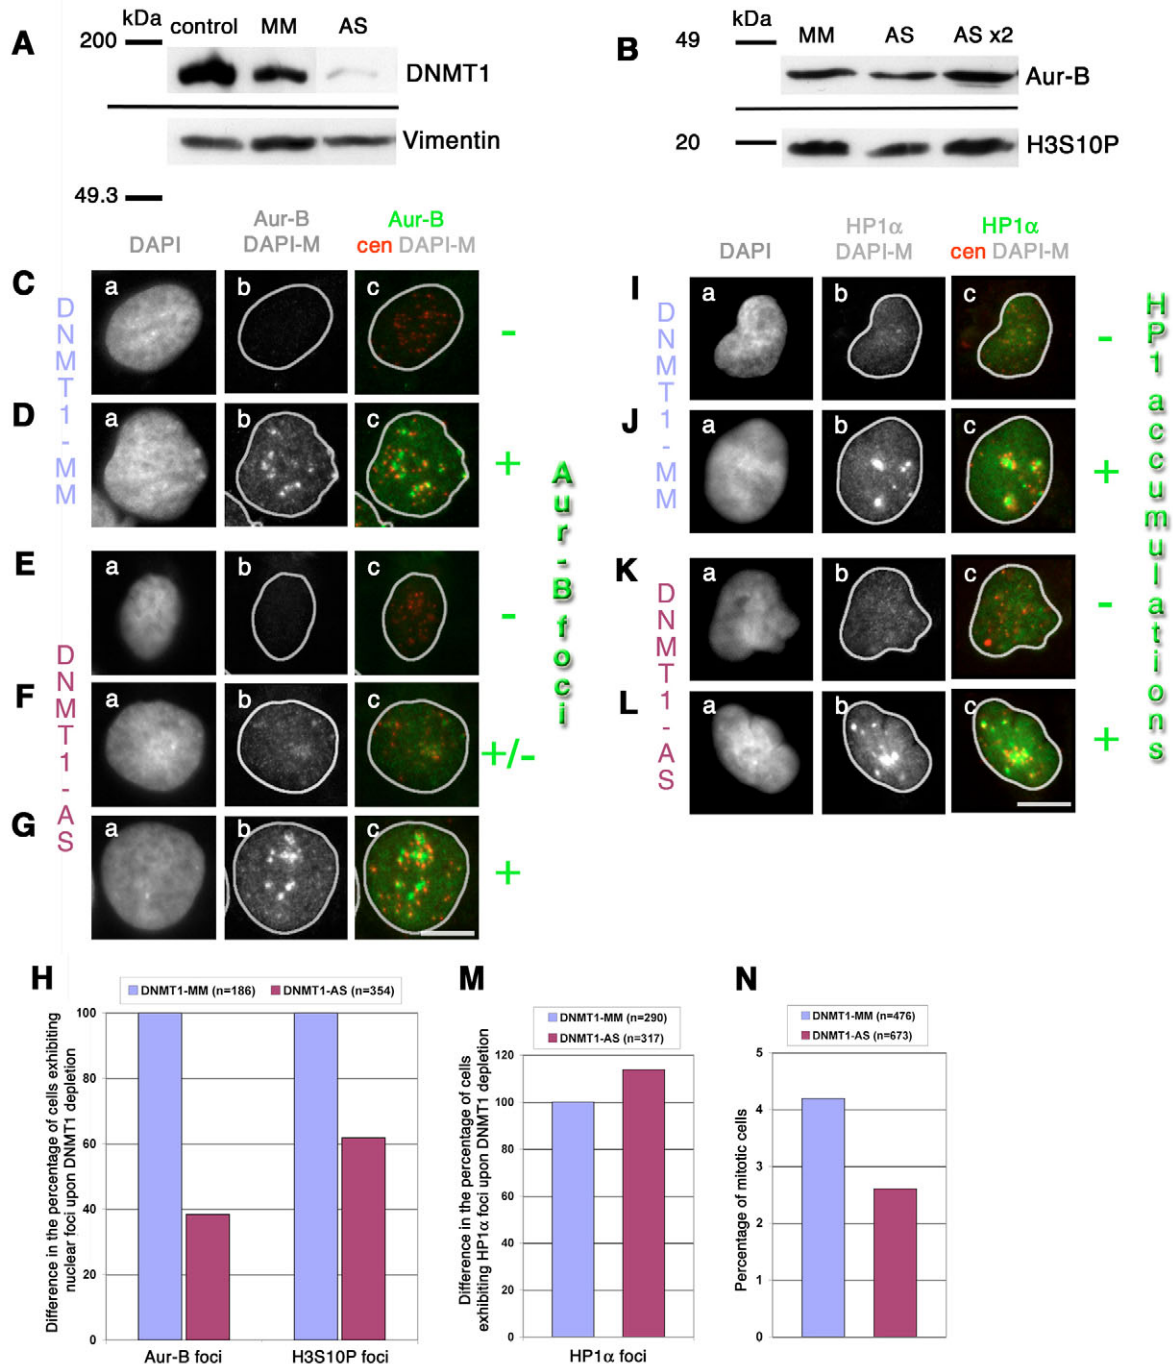 A
kDa
control MM AS
200
DNMT1
Vimentin
49.3
B
kDa
MM AS AS x2
49
Aur-B
20
H3S10P
DAPI
Aur-B
DAPI-M
Aur-B
cen DAPI-M
C
a b c
-
D
a b c
+
DNMT1-MM
E
a b c
-
F
a b c
+/-
G
a b c
+
DNMT1-AS
Aur-B foci
DAPI
HP1α
DAPI-M
HP1α
cen DAPI-M
I
a b c
-
J
a b c
+
DNMT1-MM
K
a b c
-
L
a b c
+
DNMT1-AS
HP1 accumulations
H
DNMT1-MM (n=186) DNMT1-AS (n=354)
Difference in the percentage of cells exhibiting
nuclear foci upon DNMT1 depletion
100
80
60
40
20
0
Aur-B foci H3S10P foci
M
DNMT1-MM (n=290)
DNMT1-AS (n=317)
Difference in the percentage of cells
exhibiting HP1α foci upon DNMT1 depletion
120
100
80
60
40
20
0
HP1α foci
N
DNMT1-MM (n=476)
DNMT1-AS (n=673)
Percentage of mitotic cells
5
4
3
2
1
0